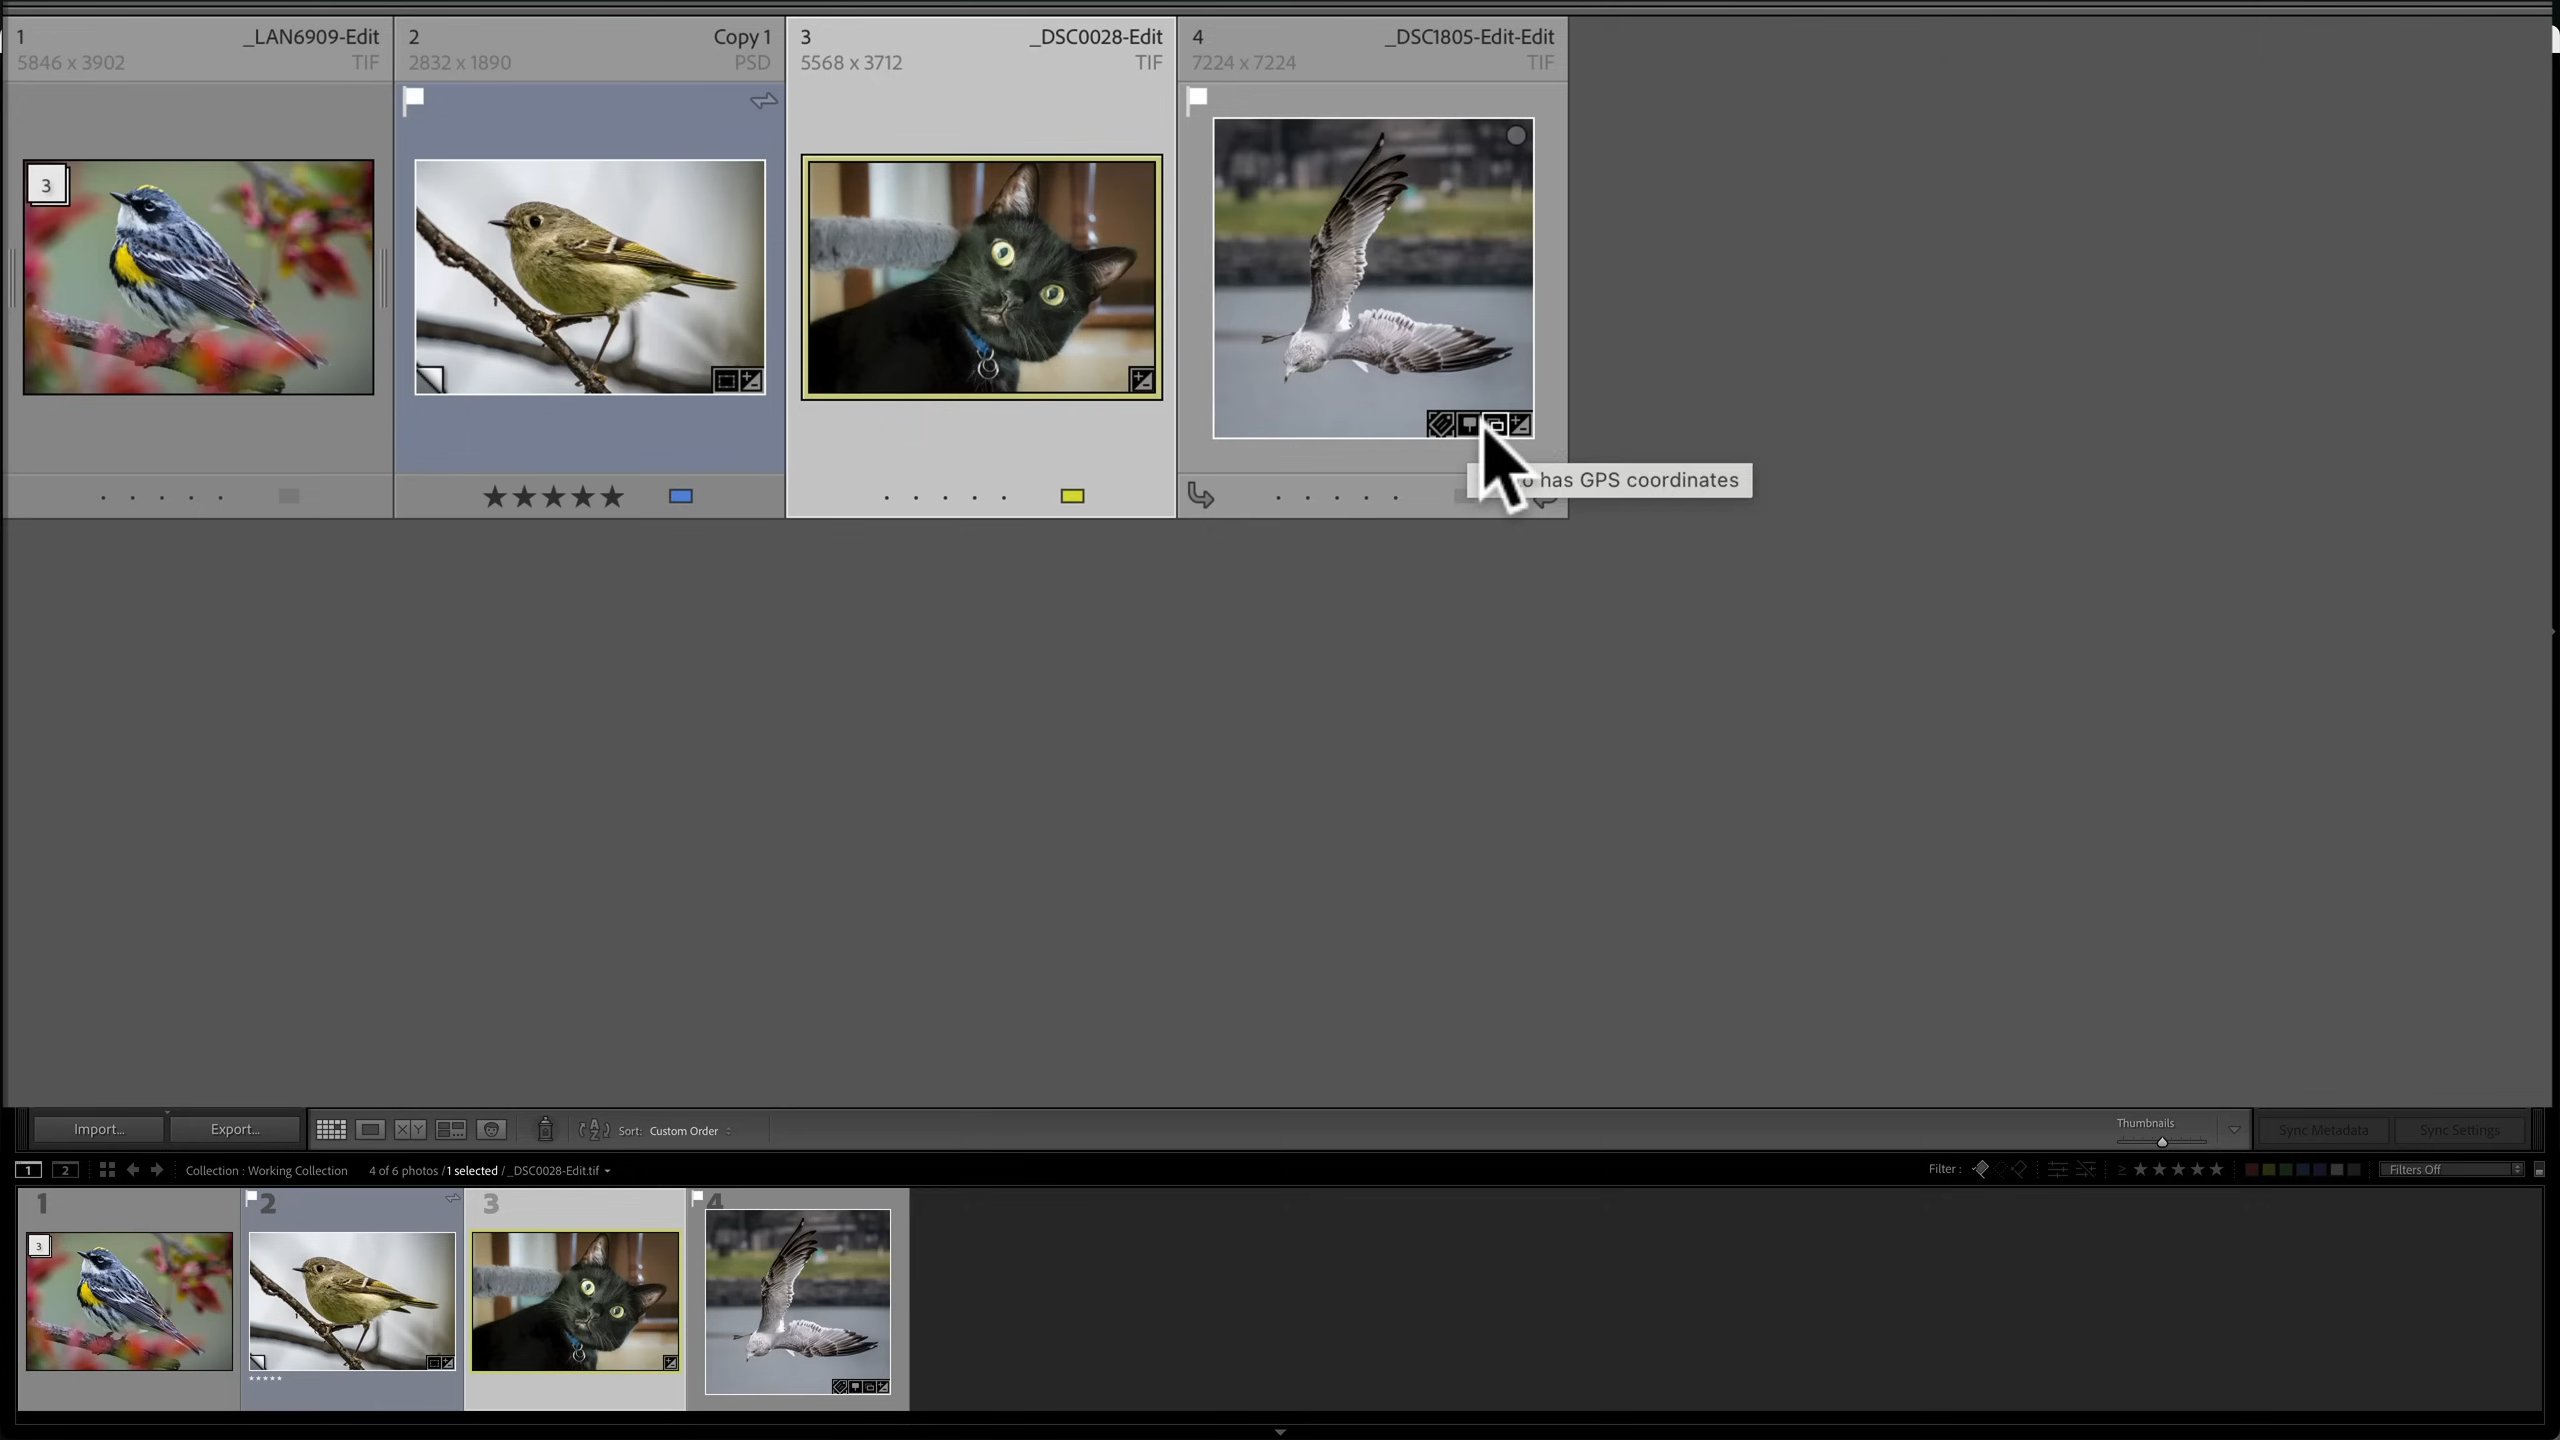 1 _LAN6909-Edit
5846 x 3902 TIF
2 Copy 1
2832 x 1890 PSD
3 _DSC0028-Edit
5568 x 3712 TIF
4 _DSC1805-Edit-Edit
7224 x 7224 TIF
3
has GPS coordinates
Import... Export... XY AZ Sort: Custom Order Thumbnails Sync Metadata Sync Settings
1 2 Collection : Working Collection 4 of 6 photos / 1 selected / _DSC0028-Edit.tif Filter : ≥ Filters Off
1 2 3 4
3